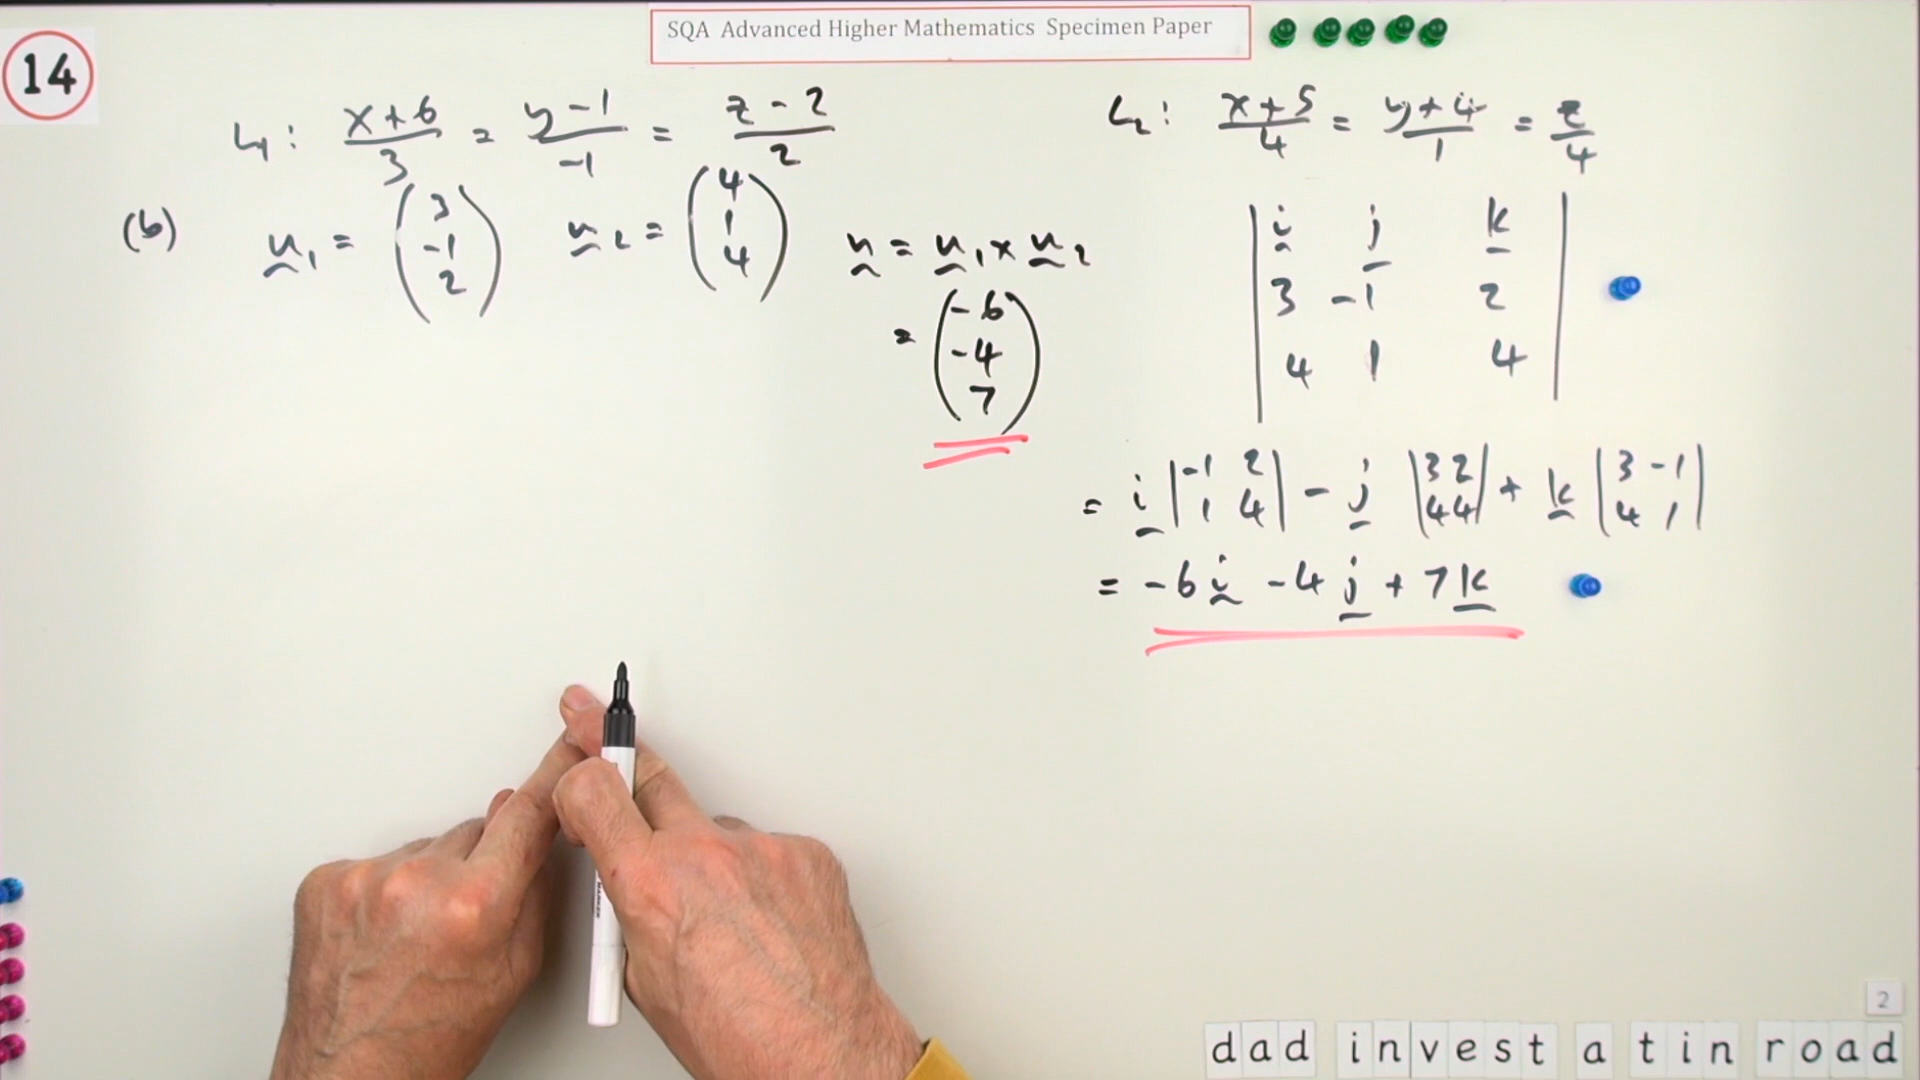 SQA Advanced Higher Mathematics Specimen Paper
14
L₁: (x+6)/3 = (y-1)/-1 = (z-2)/2
L₂: (x+5)/4 = (y+4)/1 = z/4
(b) u₁ = (3 -1 2) u₂ = (4 1 4)
n = u₁ × u₂
= (-6 -4 7)
| i j k |
| 3 -1 2 |
| 4 1 4 |
= i |-1 2 / 1 4| - j |3 2 / 4 4| + k |3 -1 / 4 1|
= -6i - 4j + 7k
MARKER
2
dad invest a tin road